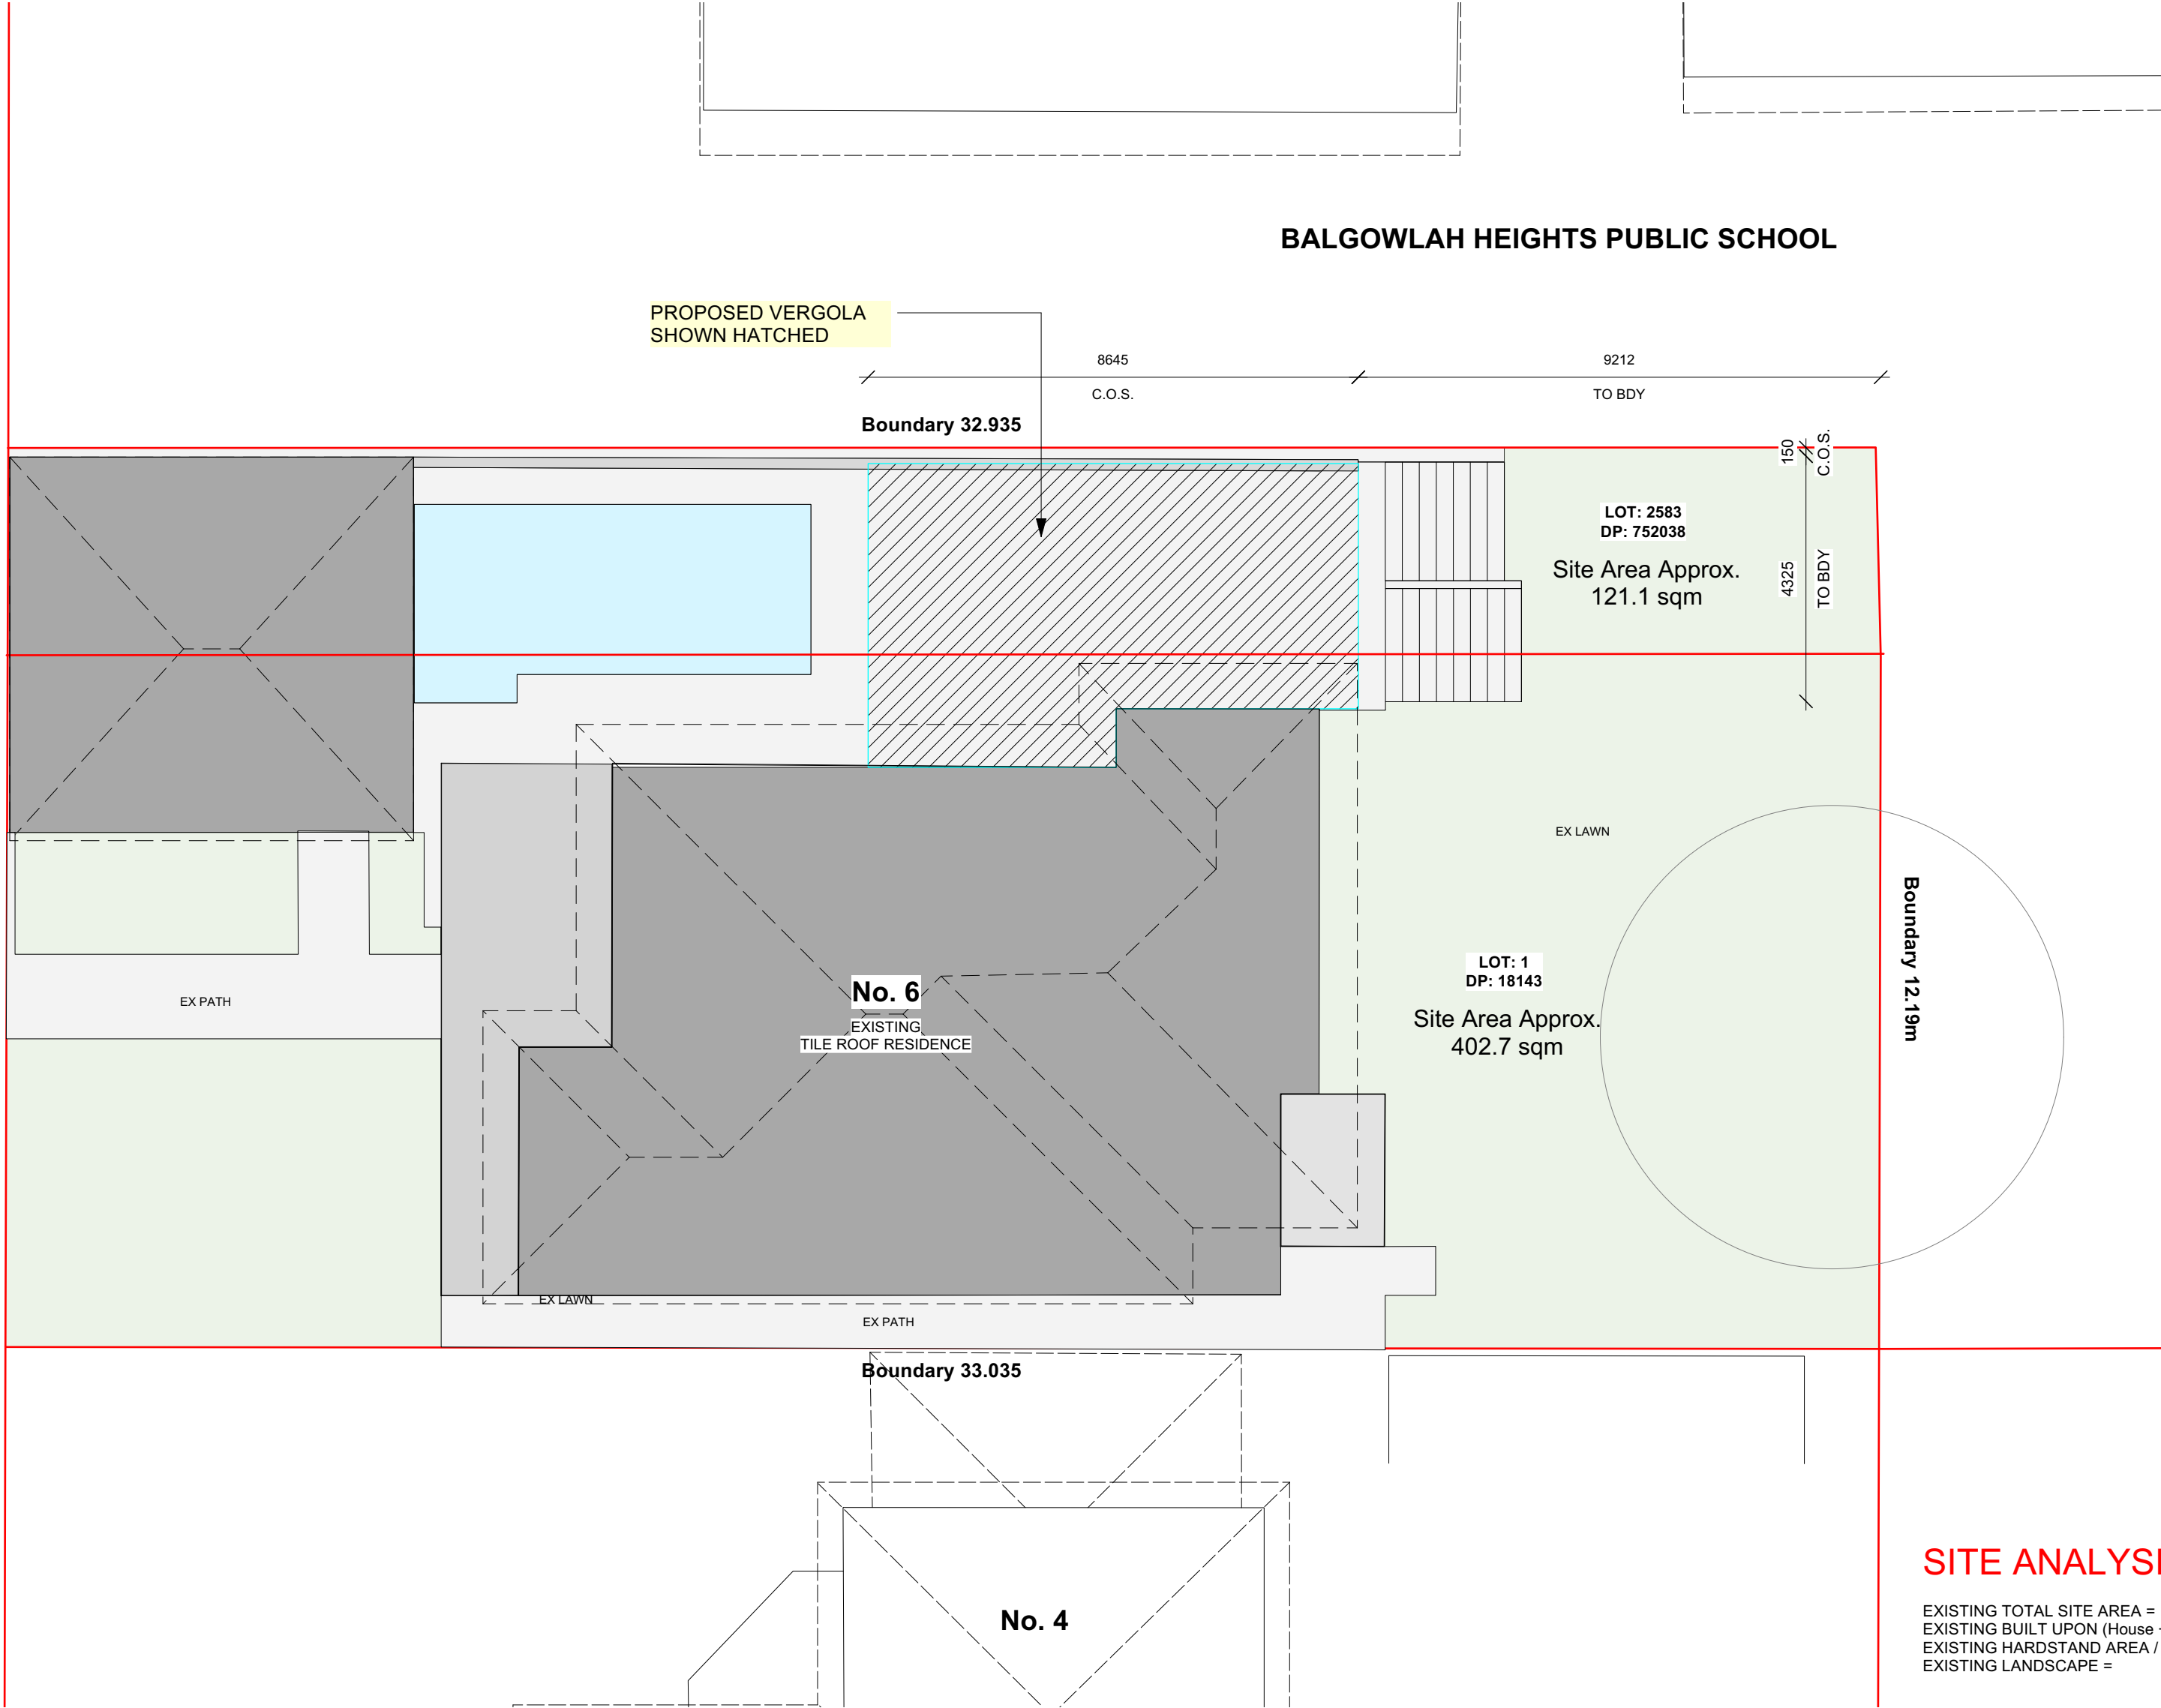 BALGOWLAH HEIGHTS PUBLIC SCHOOL
PROPOSED VERGOLA
SHOWN HATCHED
8645
9212
C.O.S.
TO BDY
Boundary 32.935
150
C.O.S.
LOT: 2583
DP: 752038
Site Area Approx.
121.1 sqm
4325
TO BDY
EX LAWN
Boundary 12.19m
LOT: 1
DP: 18143
Site Area Approx.
402.7 sqm
No. 6
EXISTING
TILE ROOF RESIDENCE
EX PATH
EX LAWN
EX PATH
Boundary 33.035
No. 4
SITE ANALYSI
EXISTING TOTAL SITE AREA =
EXISTING BUILT UPON (House
EXISTING HARDSTAND AREA /
EXISTING LANDSCAPE =